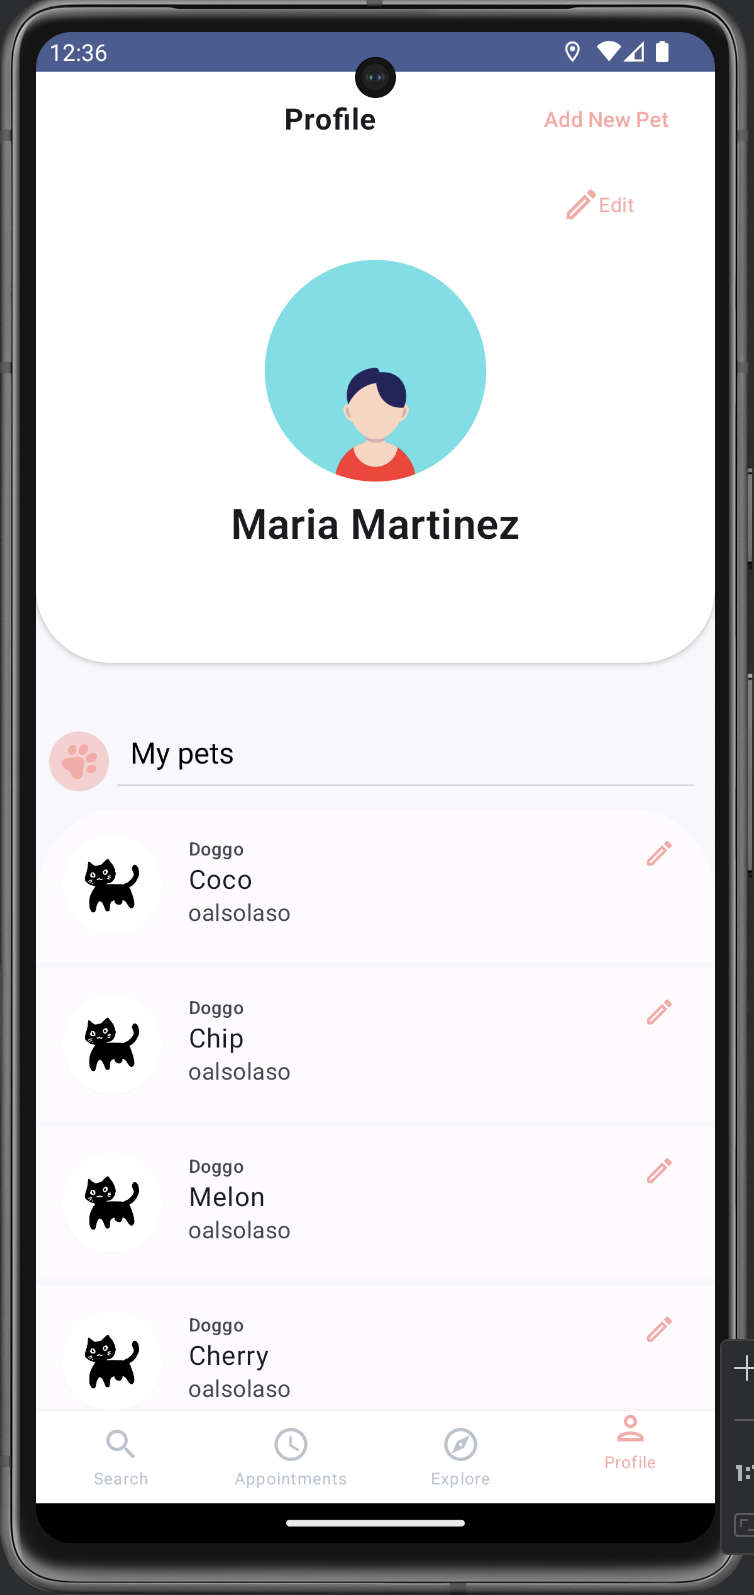 12:36
Profile
Add New Pet
Edit
Maria Martinez
My pets
Doggo
Coco
oalsolaso
Doggo
Chip
oalsolaso
Doggo
Melon
oalsolaso
Doggo
Cherry
oalsolaso
Search
Appointments
Explore
Profile